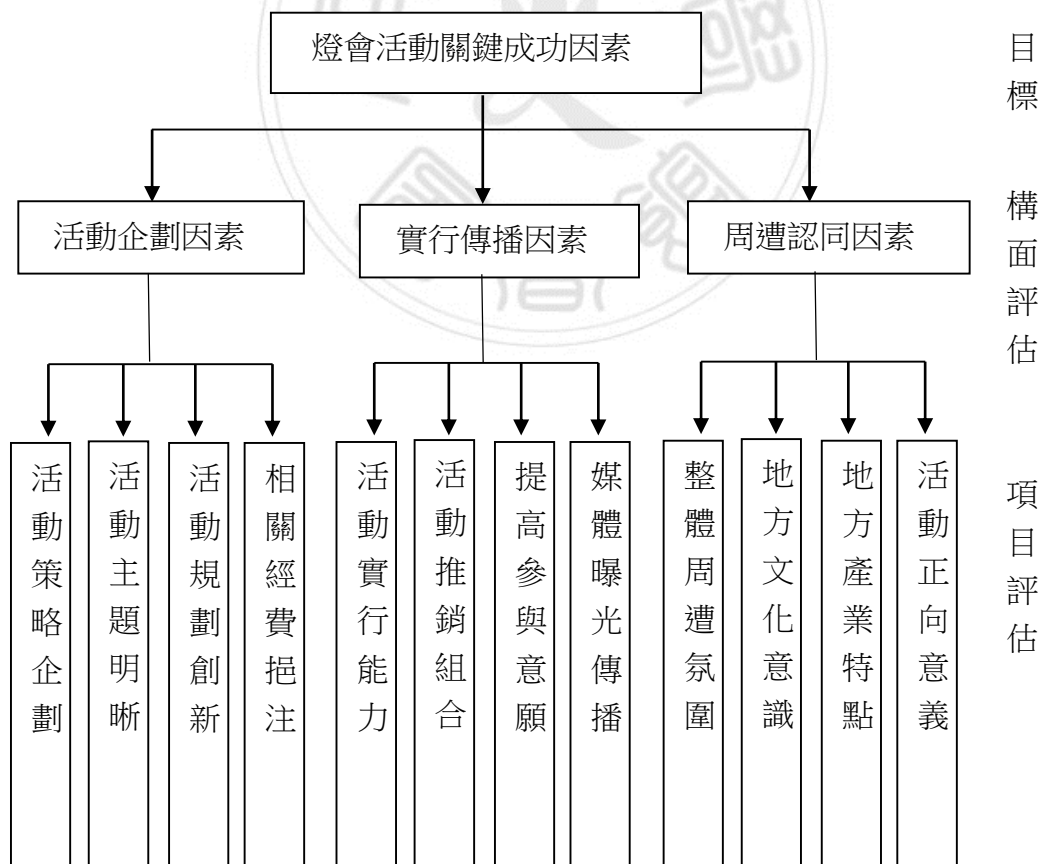 燈會活動關鍵成功因素
目標
活動企劃因素
實行傳播因素
周遭認同因素
構面評估
活動策略企劃
活動主題明晰
活動規劃創新
相關經費挹注
活動實行能力
活動推銷組合
提高參與意願
媒體曝光傳播
整體周遭氛圍
地方文化意識
地方產業特點
活動正向意義
項目評估